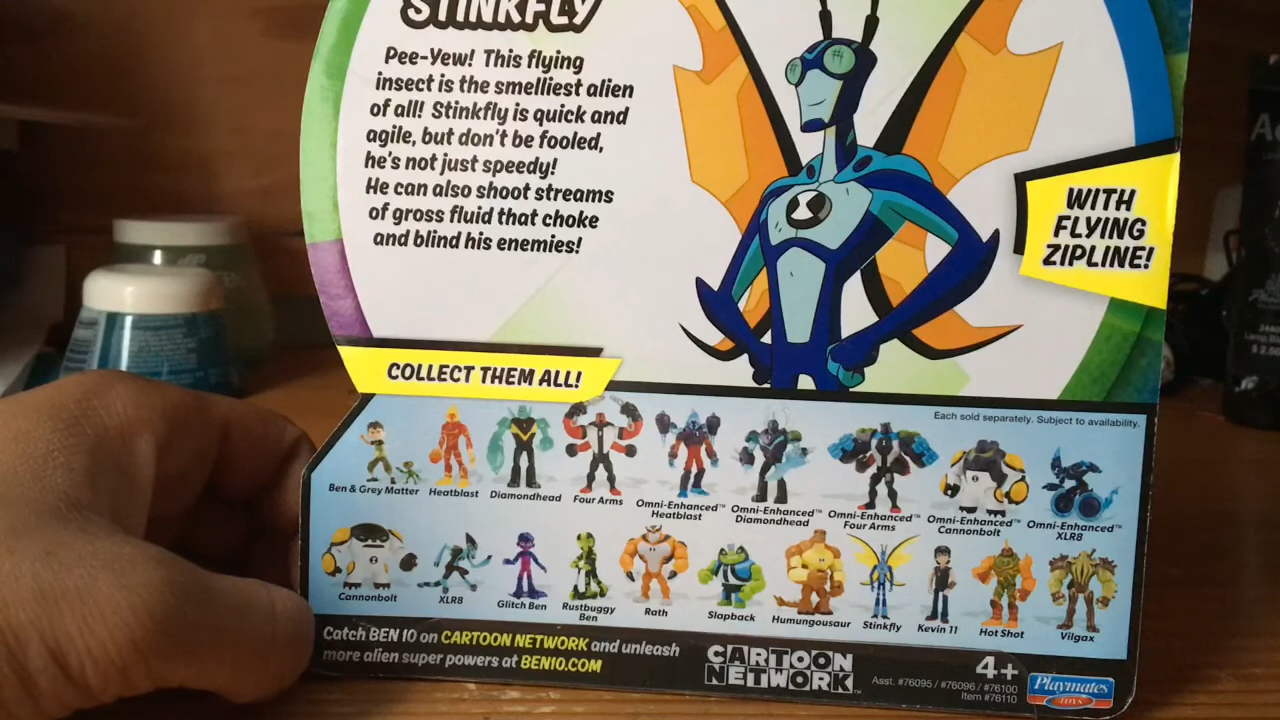 STINKFLY
Pee-Yew! This flying
insect is the smelliest alien
of all! Stinkfly is quick and
agile, but don't be fooled,
he's not just speedy!
He can also shoot streams
of gross fluid that choke
and blind his enemies!
WITH
FLYING
ZIPLINE!
COLLECT THEM ALL!
Each sold separately. Subject to availability.
Ben & Grey Matter
Heatblast
Diamondhead
Four Arms
Omni-Enhanced™
Heatblast
Omni-Enhanced™
Diamondhead
Omni-Enhanced™
Four Arms
Omni-Enhanced™
Cannonbolt
Omni-Enhanced™
XLR8
Cannonbolt
XLR8
Glitch Ben
Rustbuggy
Ben
Rath
Slapback
Humungousaur
Stinkfly
Kevin 11
Hot Shot
Vilgax
Catch BEN 10 on CARTOON NETWORK and unleash
more alien super powers at BEN10.COM
CARTOON
NETWORK™
4+
Asst. #76095 / #76096 / #76100
Item #76110
Playmates
TOYS